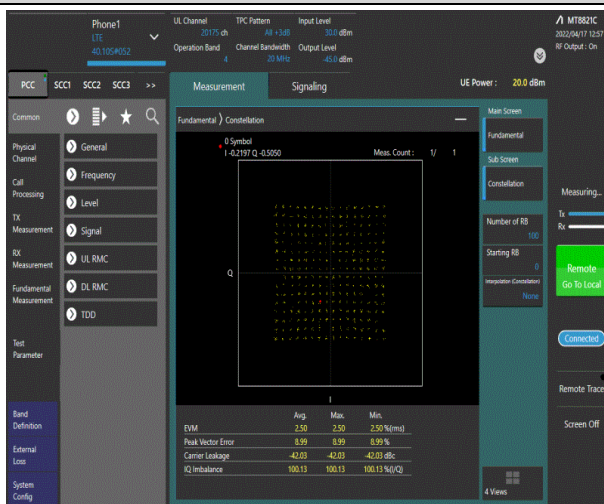 Phone1
LTE
40.105#052
UL Channel
20175 ch
TPC Pattern
All +3dB
Input Level
30.0 dBm
Operation Band
4
Channel Bandwidth
20 MHz
Output Level
-45.0 dBm
MT8821C
2022/04/17 12:57
RF Output : On
PCC SCC1 SCC2 SCC3 >>
Measurement
Signaling
UE Power : 20.0 dBm
Common
Physical
Channel
Call
Processing
TX
Measurement
RX
Measurement
Fundamental
Measurement
Test
Parameter
Band
Definition
External
Loss
System
Config
General
Frequency
Level
Signal
UL RMC
DL RMC
TDD
Fundamental ) Constellation
0 Symbol
I -0.2197 Q -0.5050
Meas. Count : 1/ 1
Q
I
Avg. Max. Min.
EVM 2.50 2.50 2.50 %(rms)
Peak Vector Error 8.99 8.99 8.99 %
Carrier Leakage -42.03 -42.03 -42.03 dBc
IQ Imbalance 100.13 100.13 100.13 %(I/Q)
Main Screen
Fundamental
Sub Screen
Constellation
Number of RB
100
Starting RB
0
Interpolation (Constellation)
None
4 Views
Measuring...
Tx
Rx
Remote
Go To Local
Connected
Remote Trace
Screen Off